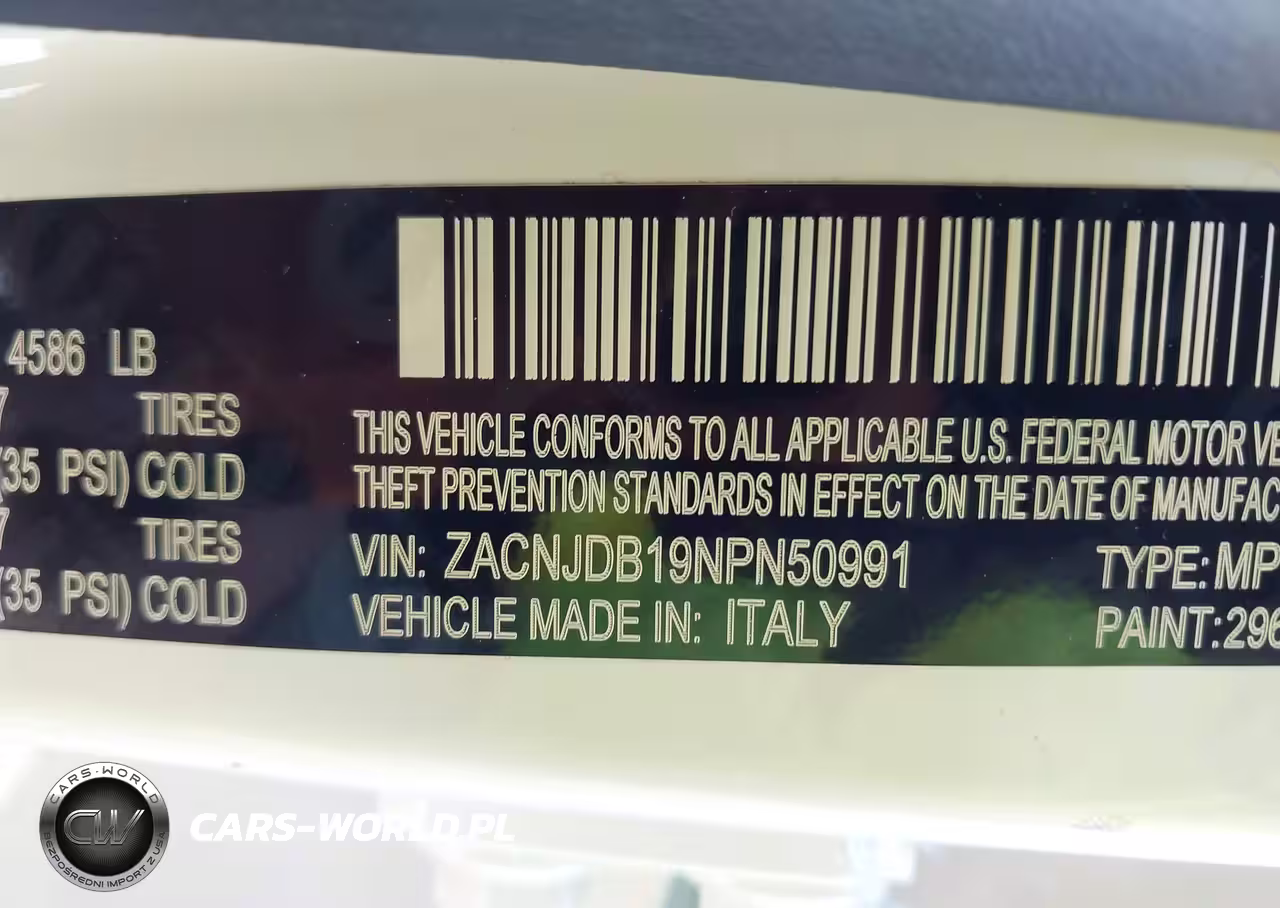 4586 LB
7 TIRES
(35 PSI) COLD
7 TIRES
(35 PSI) COLD
THIS VEHICLE CONFORMS TO ALL APPLICABLE U.S. FEDERAL MOTOR VE
THEFT PREVENTION STANDARDS IN EFFECT ON THE DATE OF MANUFAC
VIN: ZACNJDB19NPN50991
TYPE: MP
VEHICLE MADE IN: ITALY
PAINT: 296
CARS-WORLD
CW
BEZPOŚREDNI IMPORT Z USA
CARS-WORLD.PL